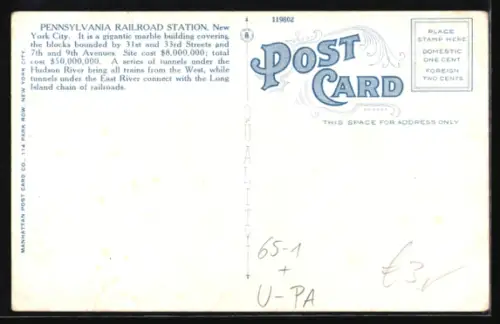 PENNSYLVANIA RAILROAD STATION, New
York City. It is a gigantic marble building covering
the blocks bounded by 31st and 33rd Streets and
7th and 9th Avenues. Site cost $8,000,000; total
cost $50,000,000. A series of tunnels under the
Hudson River bring all trains from the West, while
tunnels under the East River connect with the Long
Island chain of railroads.
MANHATTAN POST CARD CO., 114 PARK ROW, NEW YORK CITY.
119802
POST
CARD
PLACE
STAMP HERE
DOMESTIC
ONE CENT
FOREIGN
TWO CENTS
THIS SPACE FOR ADDRESS ONLY
65-1
+
U-PA
€3,